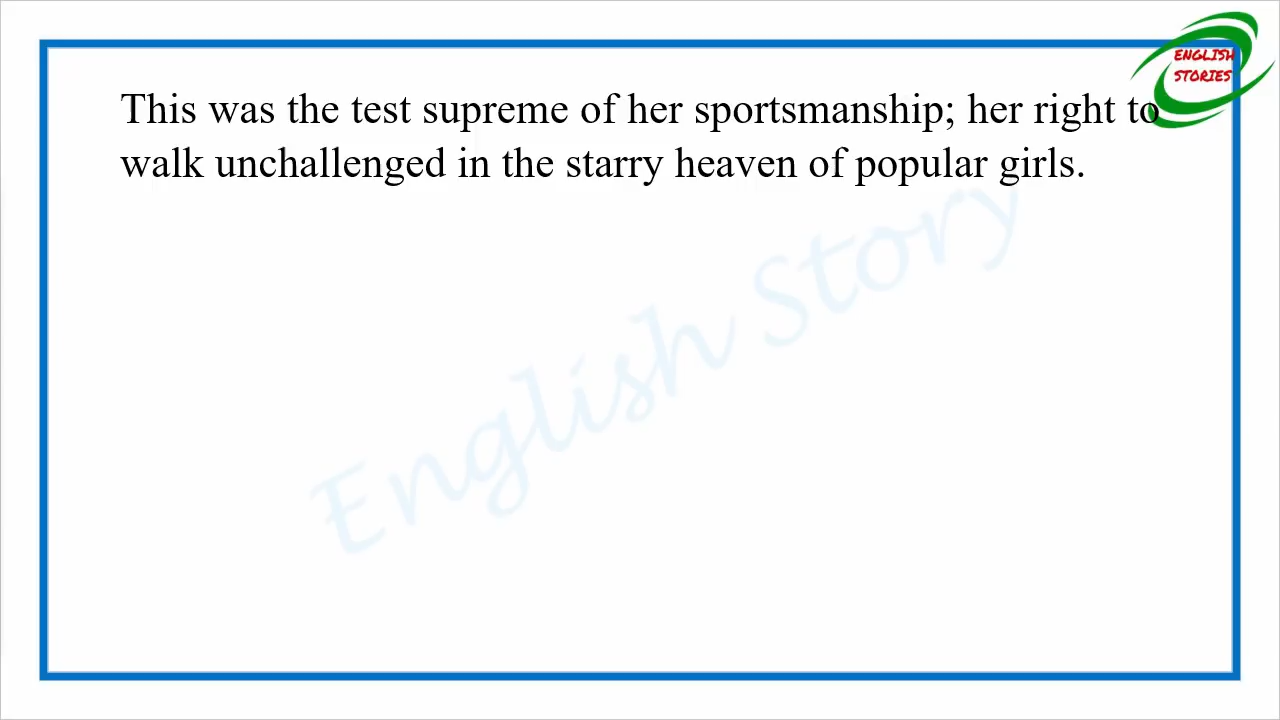 ENGLISH
STORIES
This was the test supreme of her sportsmanship; her right to
walk unchallenged in the starry heaven of popular girls.
English Story